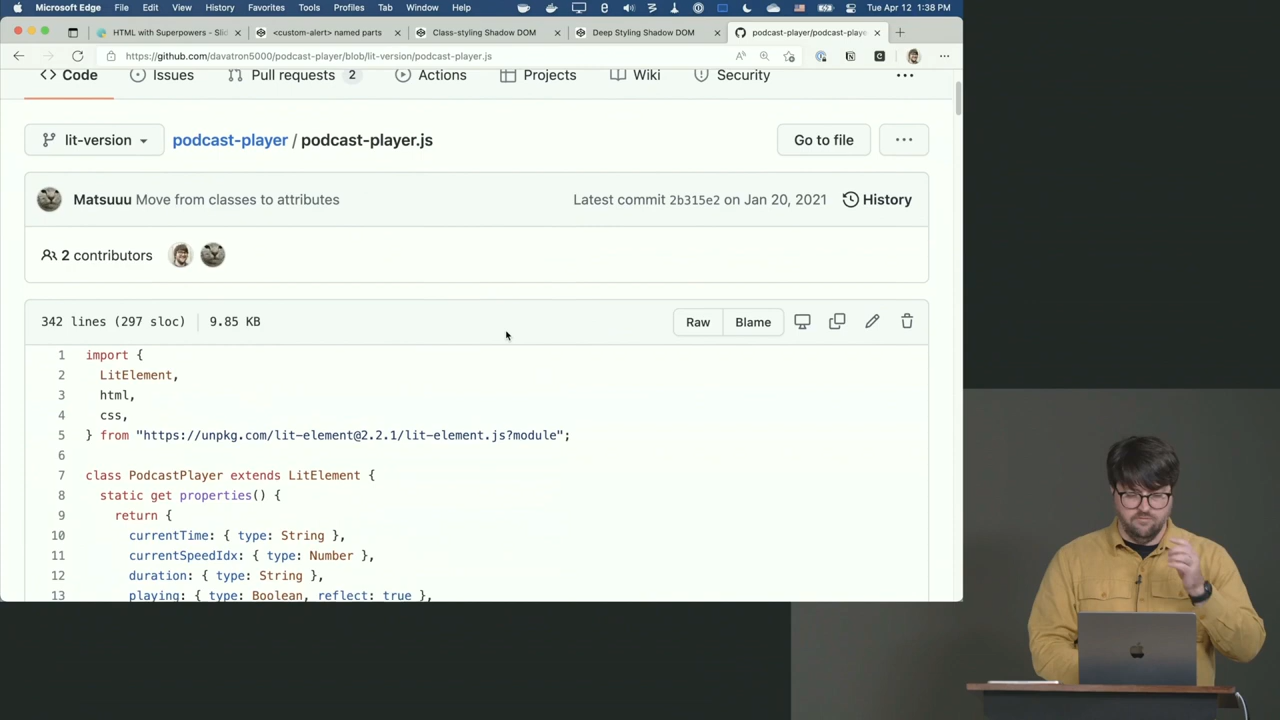 Microsoft Edge File Edit View History Favorites Tools Profiles Tab Window Help Tue Apr 12 1:38 PM
HTML with Superpowers - Slid <custom-alert> named parts Class-styling Shadow DOM Deep Styling Shadow DOM podcast-player/podcast-playe
https://github.com/davatron5000/podcast-player/blob/lit-version/podcast-player.js
<> Code Issues Pull requests 2 Actions Projects Wiki Security ...
lit-version podcast-player / podcast-player.js Go to file ...
Matsuuu Move from classes to attributes Latest commit 2b315e2 on Jan 20, 2021 History
2 contributors
342 lines (297 sloc) 9.85 KB Raw Blame
1 import {
2 LitElement,
3 html,
4 css,
5 } from "https://unpkg.com/lit-element@2.2.1/lit-element.js?module";
6
7 class PodcastPlayer extends LitElement {
8 static get properties() {
9 return {
10 currentTime: { type: String },
11 currentSpeedIdx: { type: Number },
12 duration: { type: String },
13 playing: { type: Boolean, reflect: true },